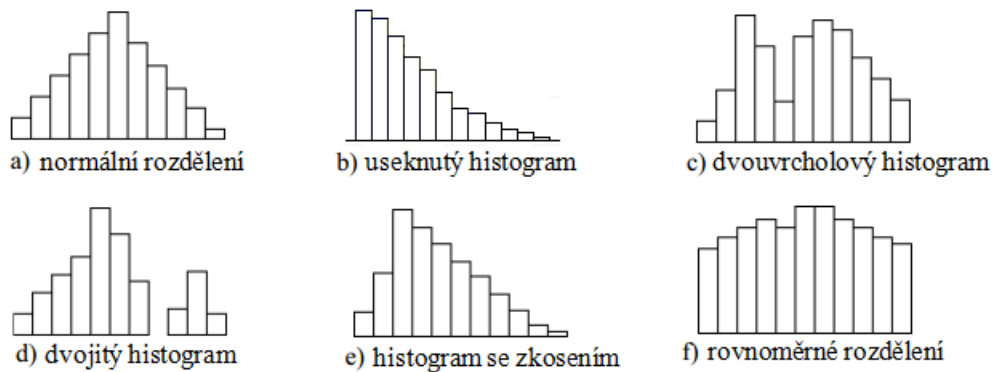 a) normální rozdělení
b) useknutý histogram
c) dvouvrcholový histogram
d) dvojitý histogram
e) histogram se zkosením
f) rovnoměrné rozdělení